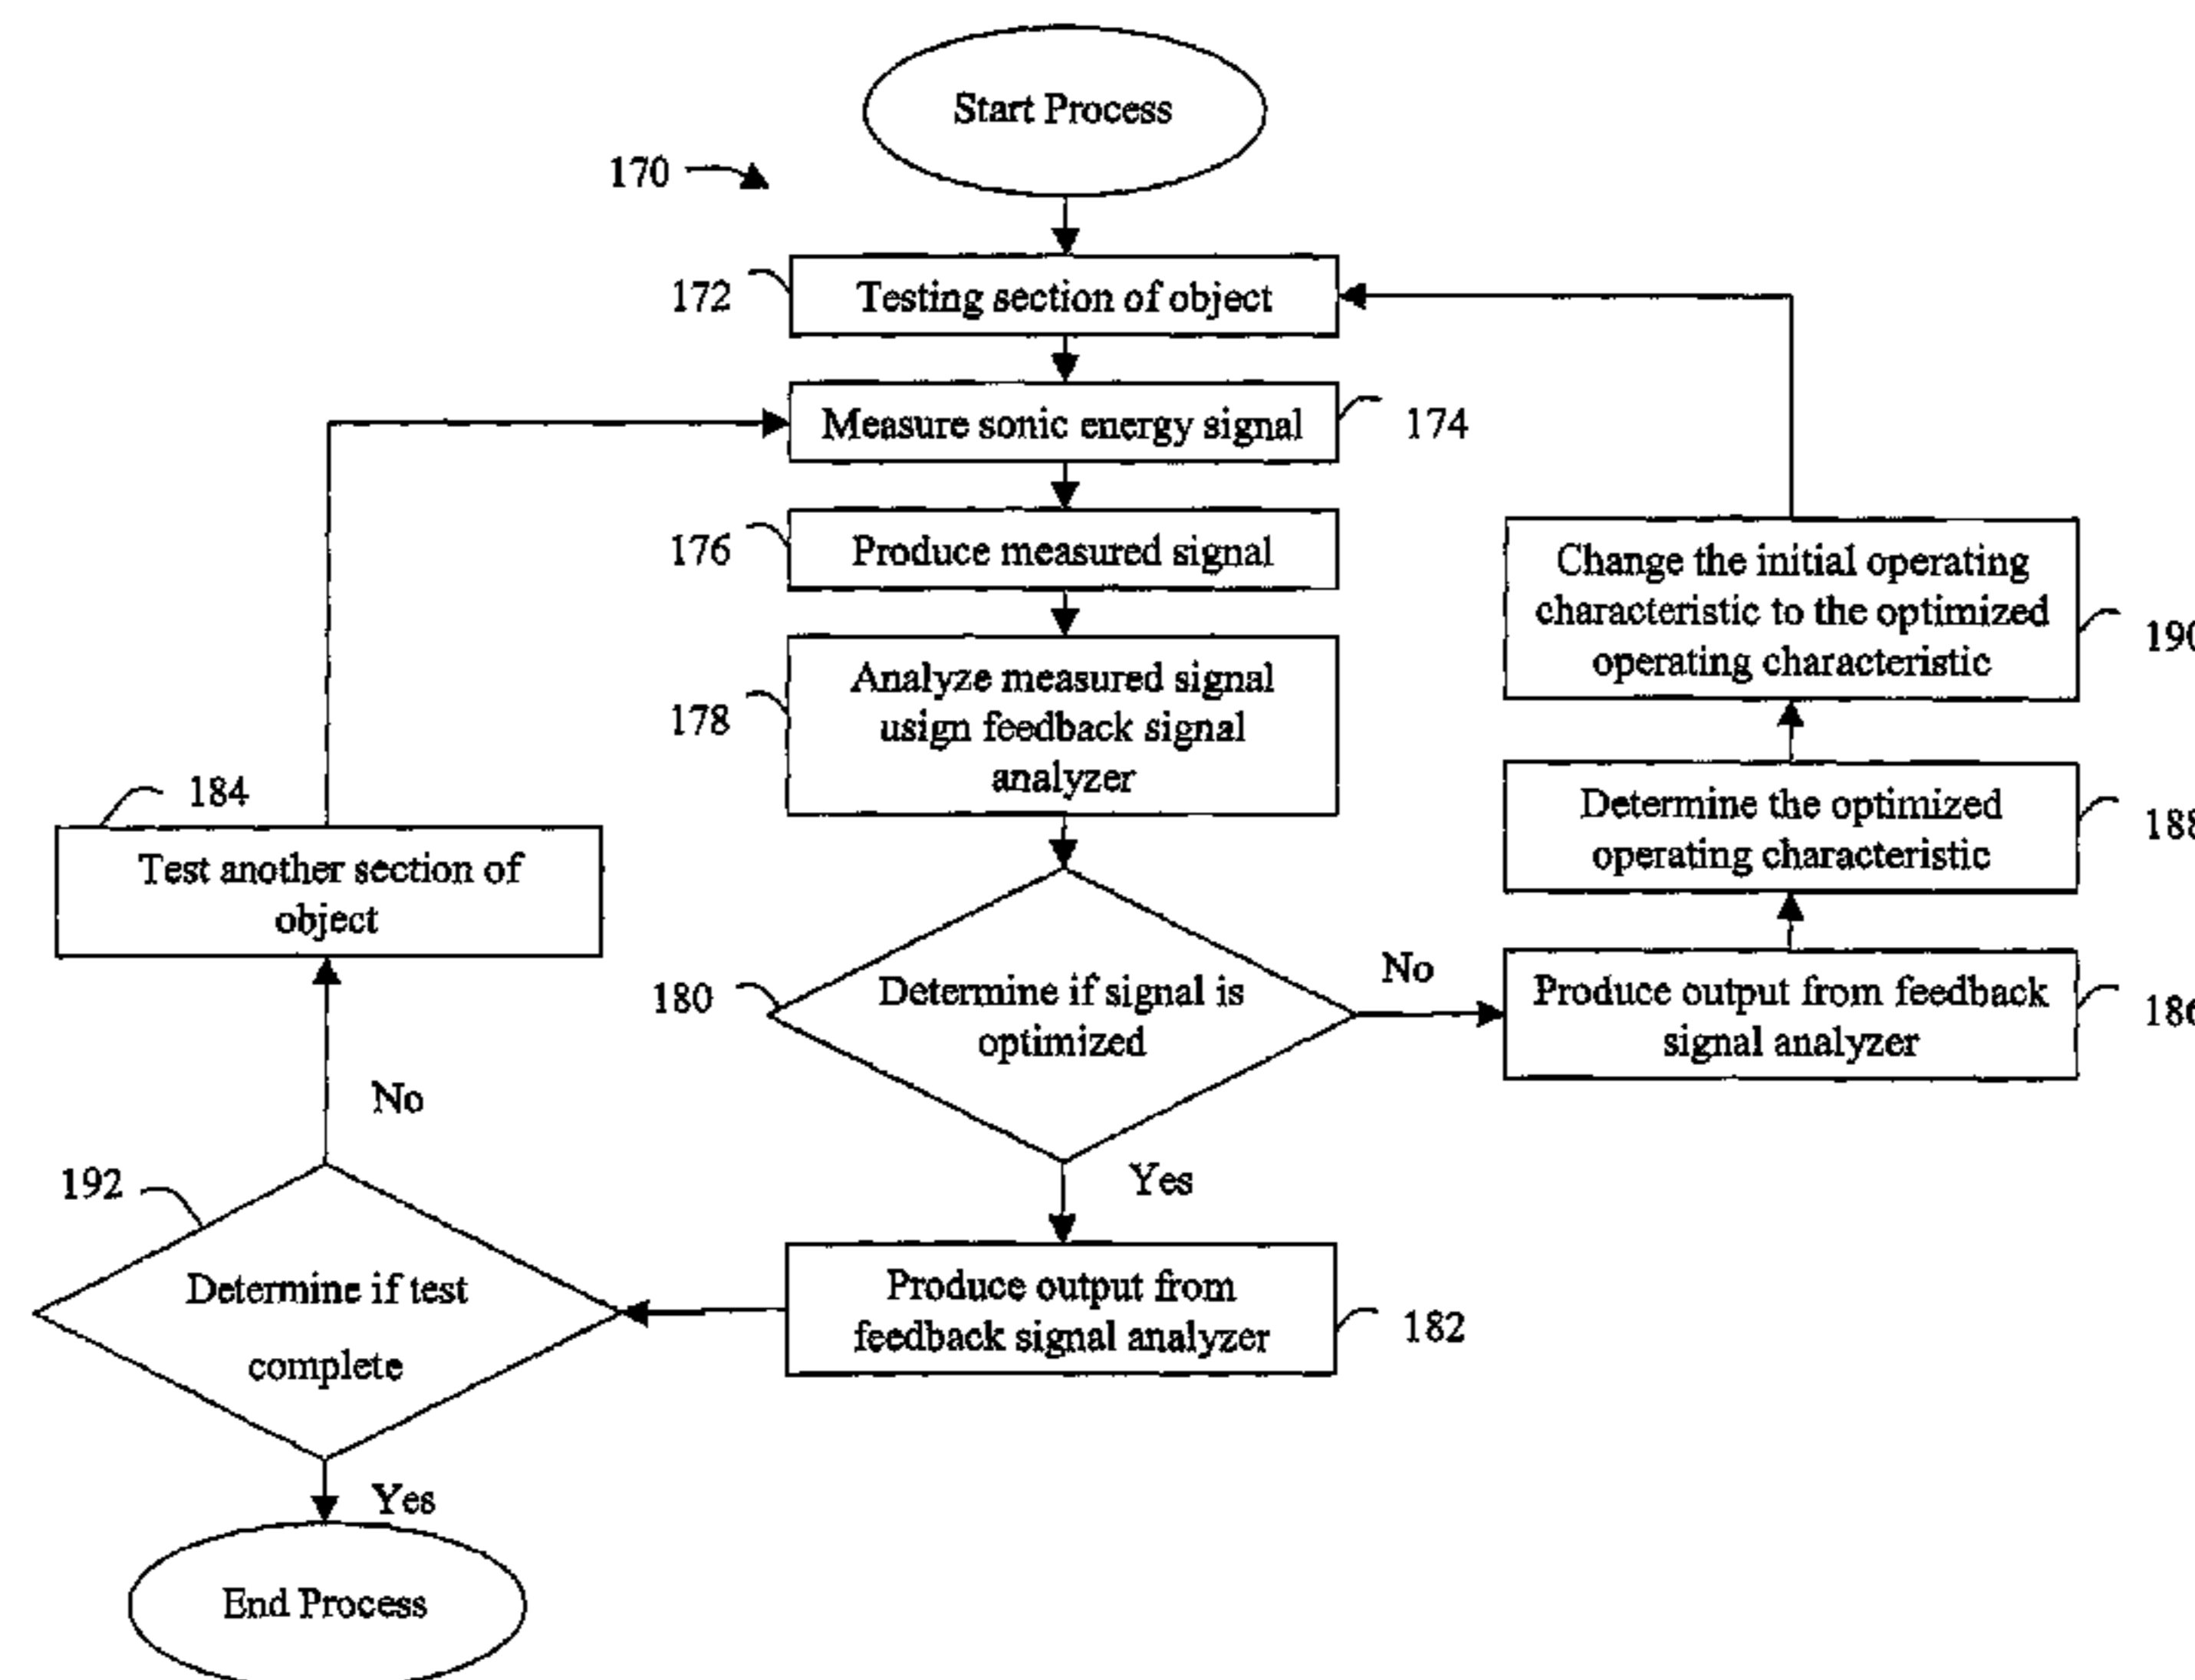 Start Process
170
172
Testing section of object
Measure sonic energy signal
174
176
Produce measured signal
178
Analyze measured signal
usign feedback signal
analyzer
Change the initial operating
characteristic to the optimized
operating characteristic
190
184
Test another section of
object
Determine the optimized
operating characteristic
188
180
Determine if signal is
optimized
No
Produce output from feedback
signal analyzer
186
No
Yes
192
Determine if test
complete
Produce output from
feedback signal analyzer
182
Yes
End Process